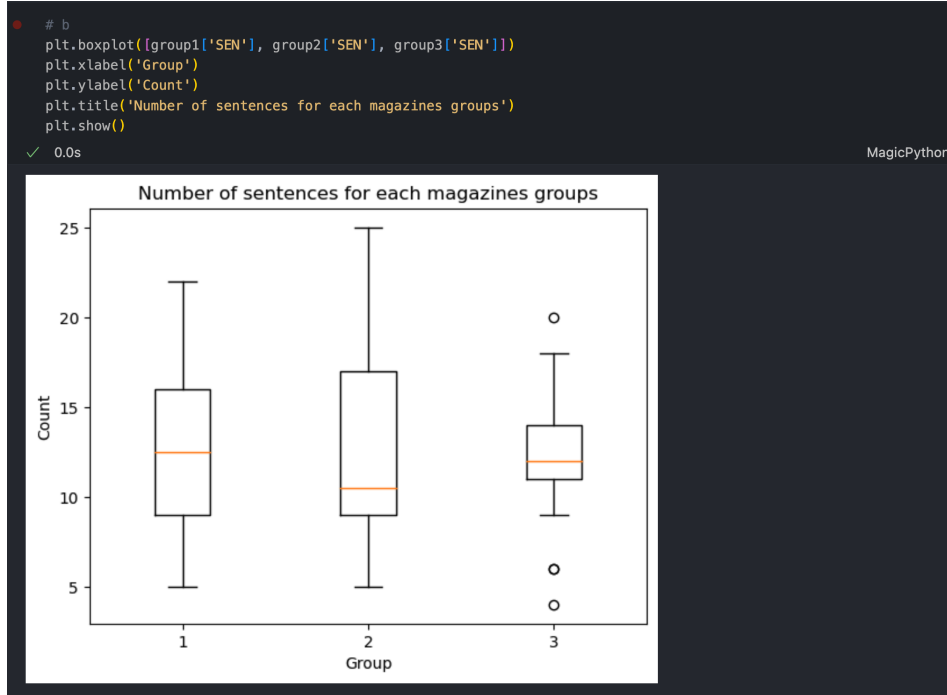 # b
plt.boxplot([group1['SEN'], group2['SEN'], group3['SEN']])
plt.xlabel('Group')
plt.ylabel('Count')
plt.title('Number of sentences for each magazines groups')
plt.show()
0.0s
MagicPython
Number of sentences for each magazines groups
25
20
15
10
5
Count
1 2 3
Group